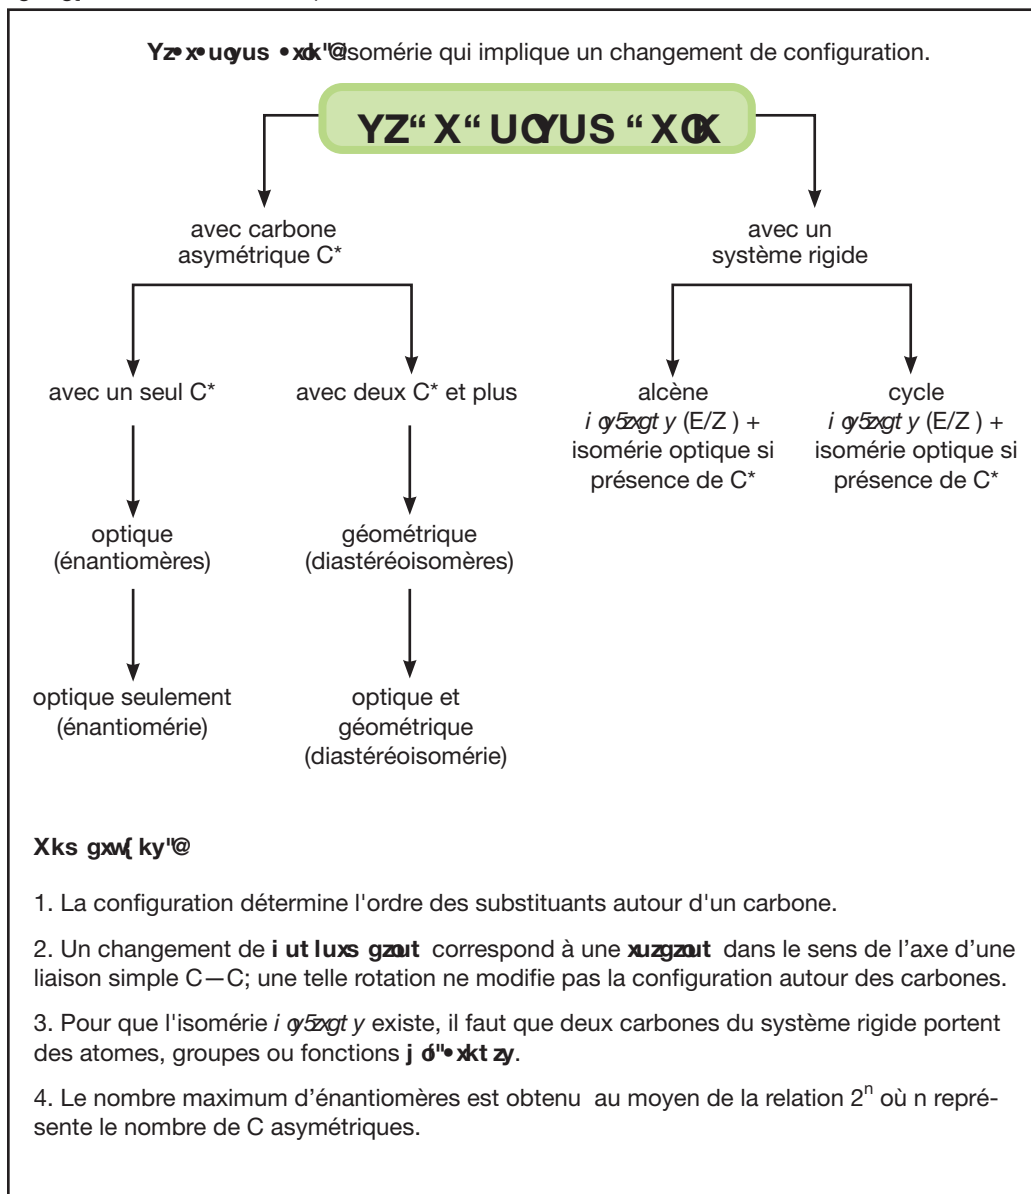 isomérie qui implique un changement de configuration.
avec carbone
asymétrique C*
avec un
système rigide
avec un seul C*
avec deux C* et plus
alcène
(E/Z ) +
isomérie optique si
présence de C*
cycle
(E/Z ) +
isomérie optique si
présence de C*
optique
(énantiomères)
géométrique
(diastéréoisomères)
optique seulement
(énantiomérie)
optique et
géométrique
(diastéréoisomérie)
Xks gxw{ ky"@
1. La configuration détermine l'ordre des substituants autour d'un carbone.
2. Un changement de correspond à une dans le sens de l’axe d’une
liaison simple C—C; une telle rotation ne modifie pas la configuration autour des carbones.
3. Pour que l'isomérie existe, il faut que deux carbones du système rigide portent
des atomes, groupes ou fonctions .
4. Le nombre maximum d’énantiomères est obtenu au moyen de la relation 2ⁿ où n repré-
sente le nombre de C asymétriques.